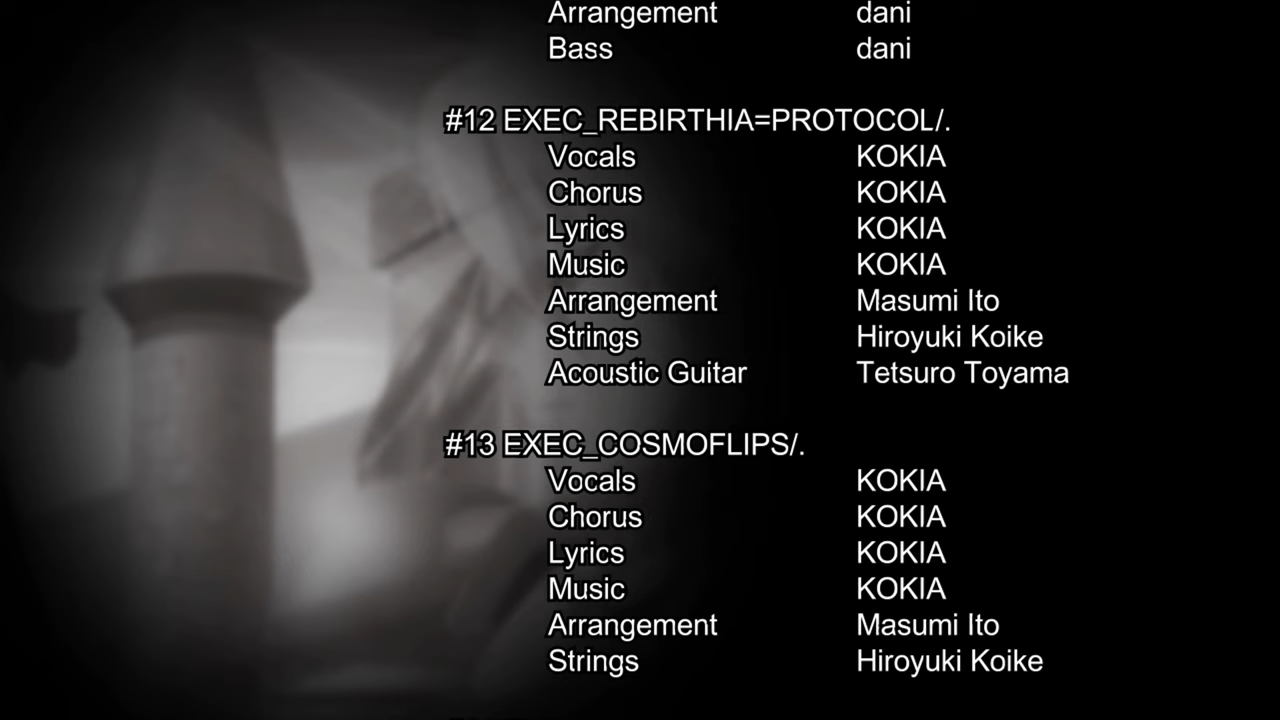 Arrangement dani
Bass dani
#12 EXEC_REBIRTHIA=PROTOCOL/.
Vocals KOKIA
Chorus KOKIA
Lyrics KOKIA
Music KOKIA
Arrangement Masumi Ito
Strings Hiroyuki Koike
Acoustic Guitar Tetsuro Toyama
#13 EXEC_COSMOFLIPS/.
Vocals KOKIA
Chorus KOKIA
Lyrics KOKIA
Music KOKIA
Arrangement Masumi Ito
Strings Hiroyuki Koike